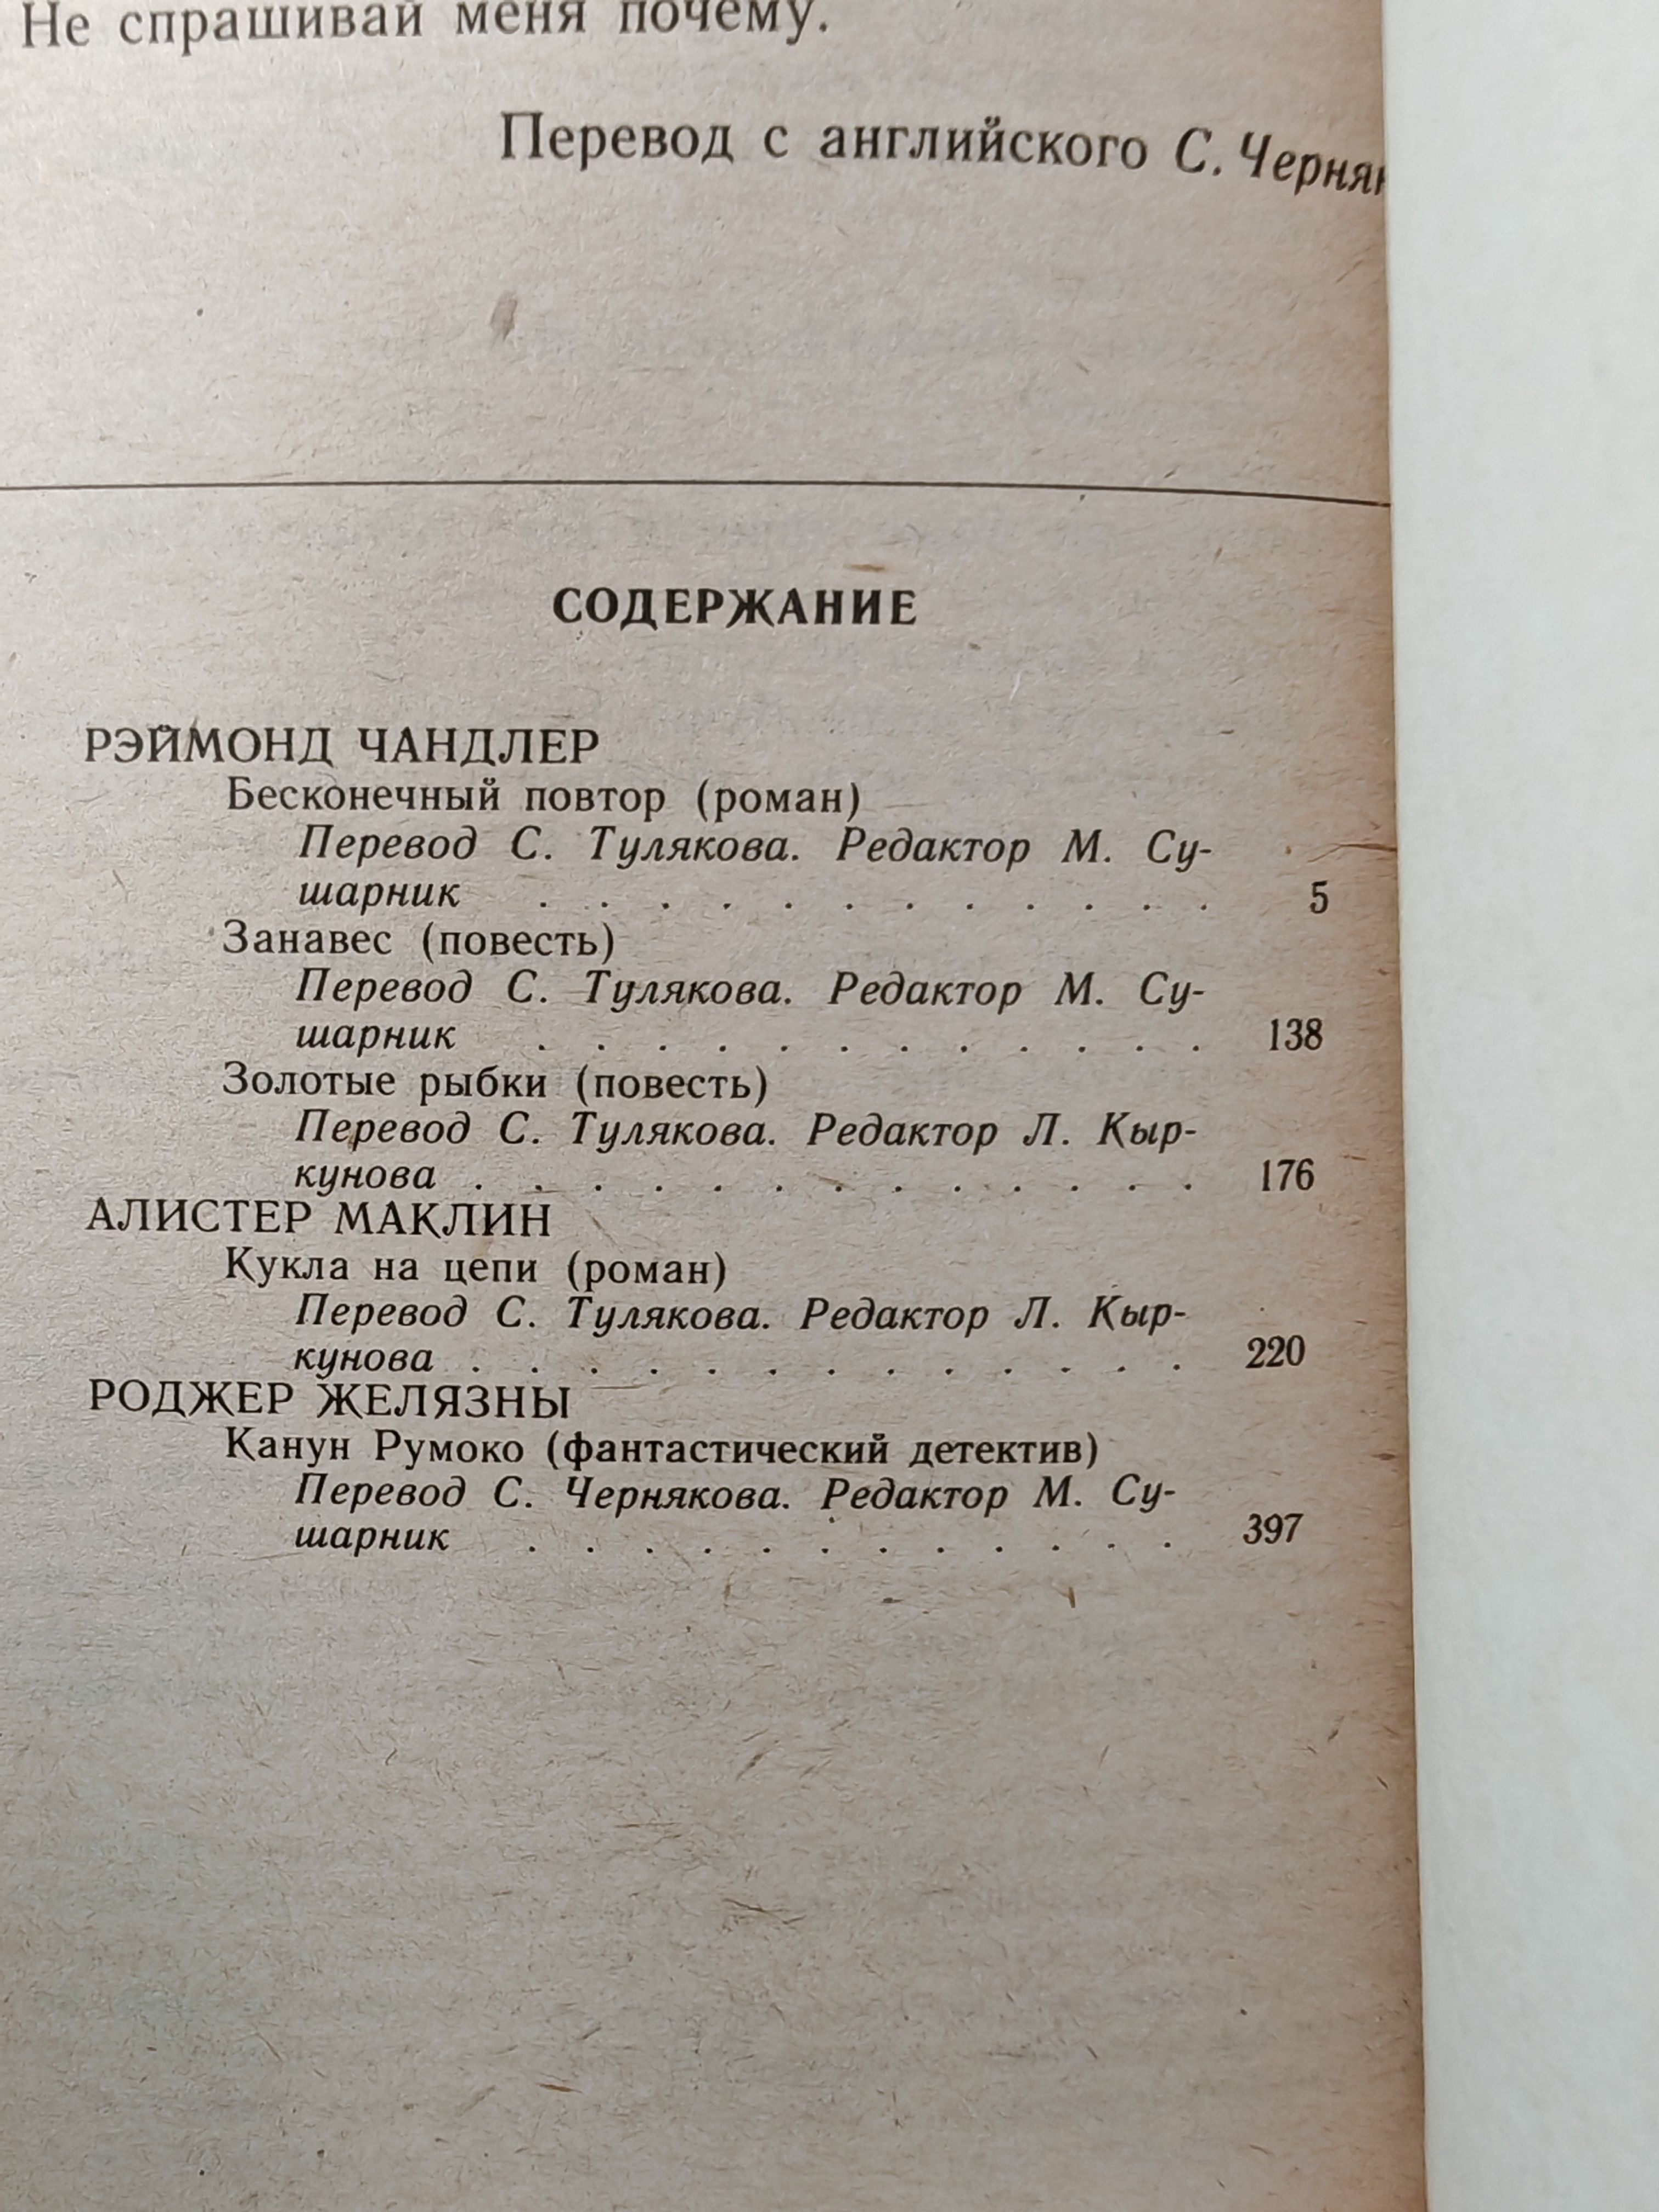 Не спрашивай меня почему.
Перевод с английского С.
СОДЕРЖАНИЕ
РЭЙМОНД ЧАНДЛЕР
Бесконечный повтор (роман)
Перевод С. Тулякова. Редактор М. Су-
шарник . . . . . . . . . . . . 5
Занавес (повесть)
Перевод С. Тулякова. Редактор М. Су-
шарник . . . . . . . . . . . . 138
Золотые рыбки (повесть)
Перевод С. Тулякова. Редактор Л. Кыр-
кунова . . . . . . . . . . . . . 176
АЛИСТЕР МАКЛИН
Кукла на цепи (роман)
Перевод С. Тулякова. Редактор Л. Кыр-
кунова . . . . . . . . . . . . . 220
РОДЖЕР ЖЕЛЯЗНЫ
Канун Румоко (фантастический детектив)
Перевод С. Чернякова. Редактор М. Су-
шарник . . . . . . . . . . . . 397